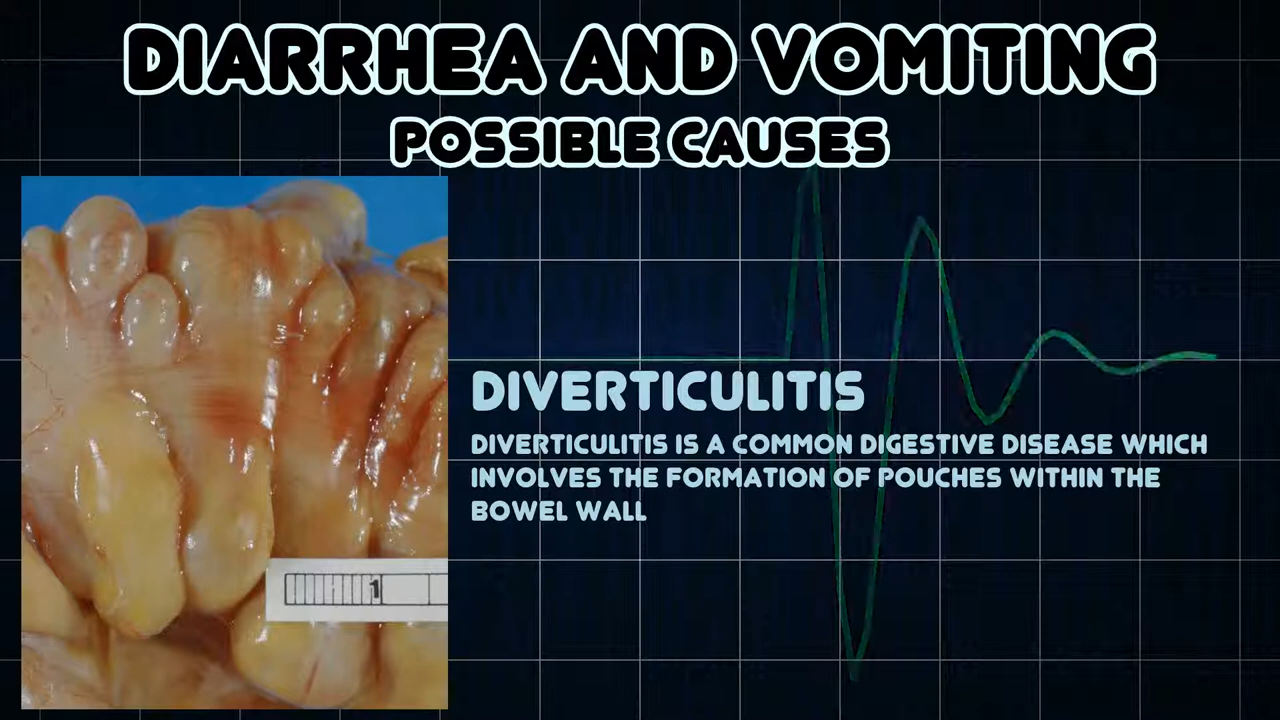 DIARRHEA AND VOMITING
POSSIBLE CAUSES
DIVERTICULITIS
DIVERTICULITIS IS A COMMON DIGESTIVE DISEASE WHICH
INVOLVES THE FORMATION OF POUCHES WITHIN THE
BOWEL WALL
1